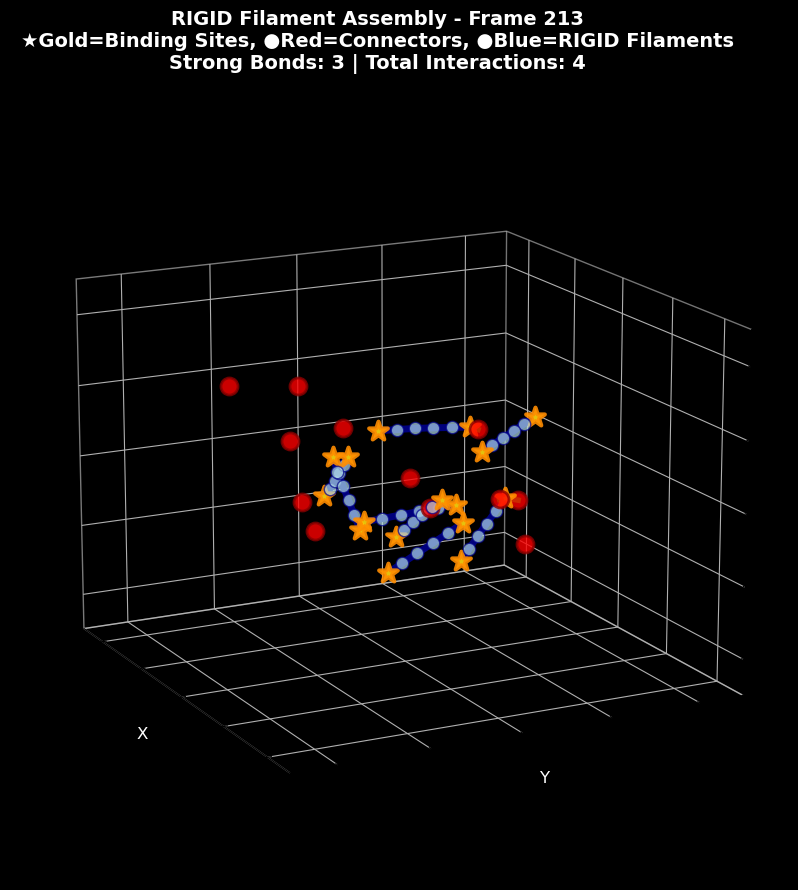 RIGID Filament Assembly - Frame 213
★Gold=Binding Sites, ●Red=Connectors, ●Blue=RIGID Filaments
Strong Bonds: 3 | Total Interactions: 4
X
Y